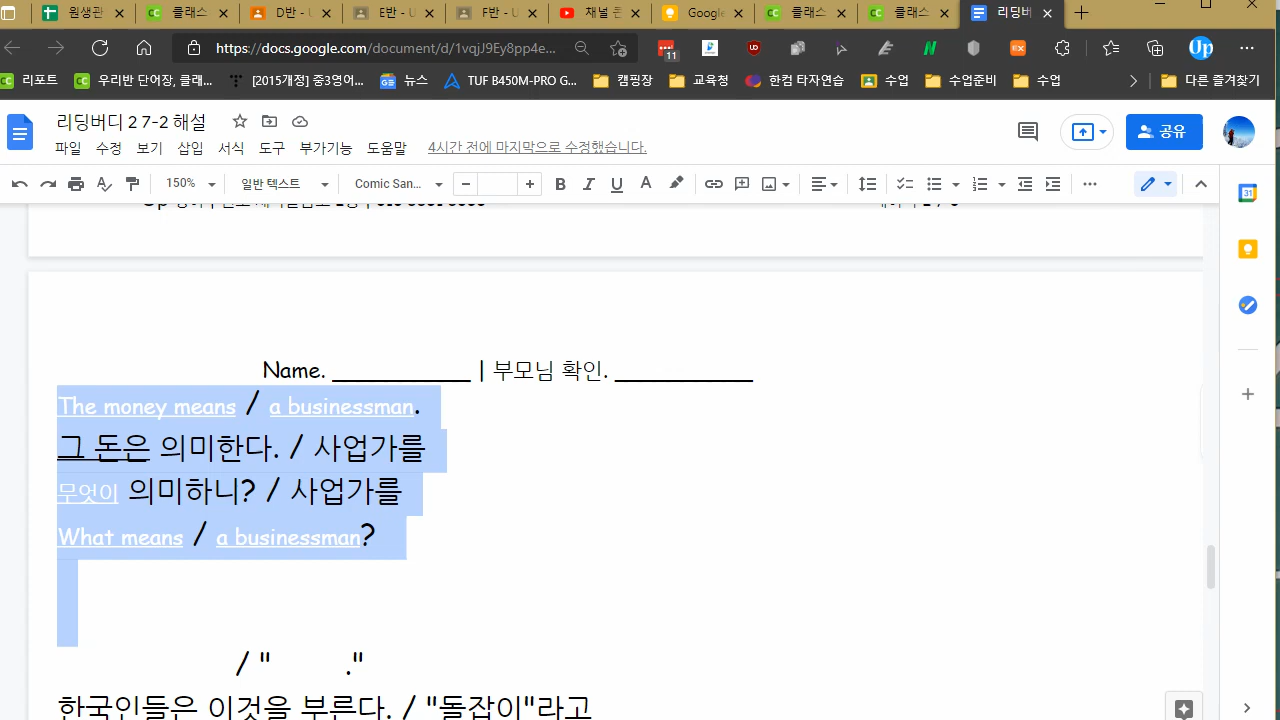 원생관
클래스
D반 - U
E반 - U
F반 - U
채널 콘
Google
클래스
클래스
리딩버
https://docs.google.com/document/d/1vqjJ9Ey8pp4e...
11
Up
리포트
우리반 단어장, 클래...
[2015개정] 중3영어...
뉴스
TUF B450M-PRO G...
캠핑장
교육청
한컴 타자연습
수업
수업준비
수업
다른 즐겨찾기
리딩버디 2 7-2 해설
공유
파일 수정 보기 삽입 서식 도구 부가기능 도움말 4시간 전에 마지막으로 수정했습니다.
150% 일반 텍스트 Comic San... − + B I U A
31
Name. ___________ | 부모님 확인. ___________
The money means / a businessman.
그 돈은 의미한다. / 사업가를
무엇이 의미하니? / 사업가를
What means / a businessman?
/ " ."
한국인들은 이것을 부른다. / "돌잡이"라고